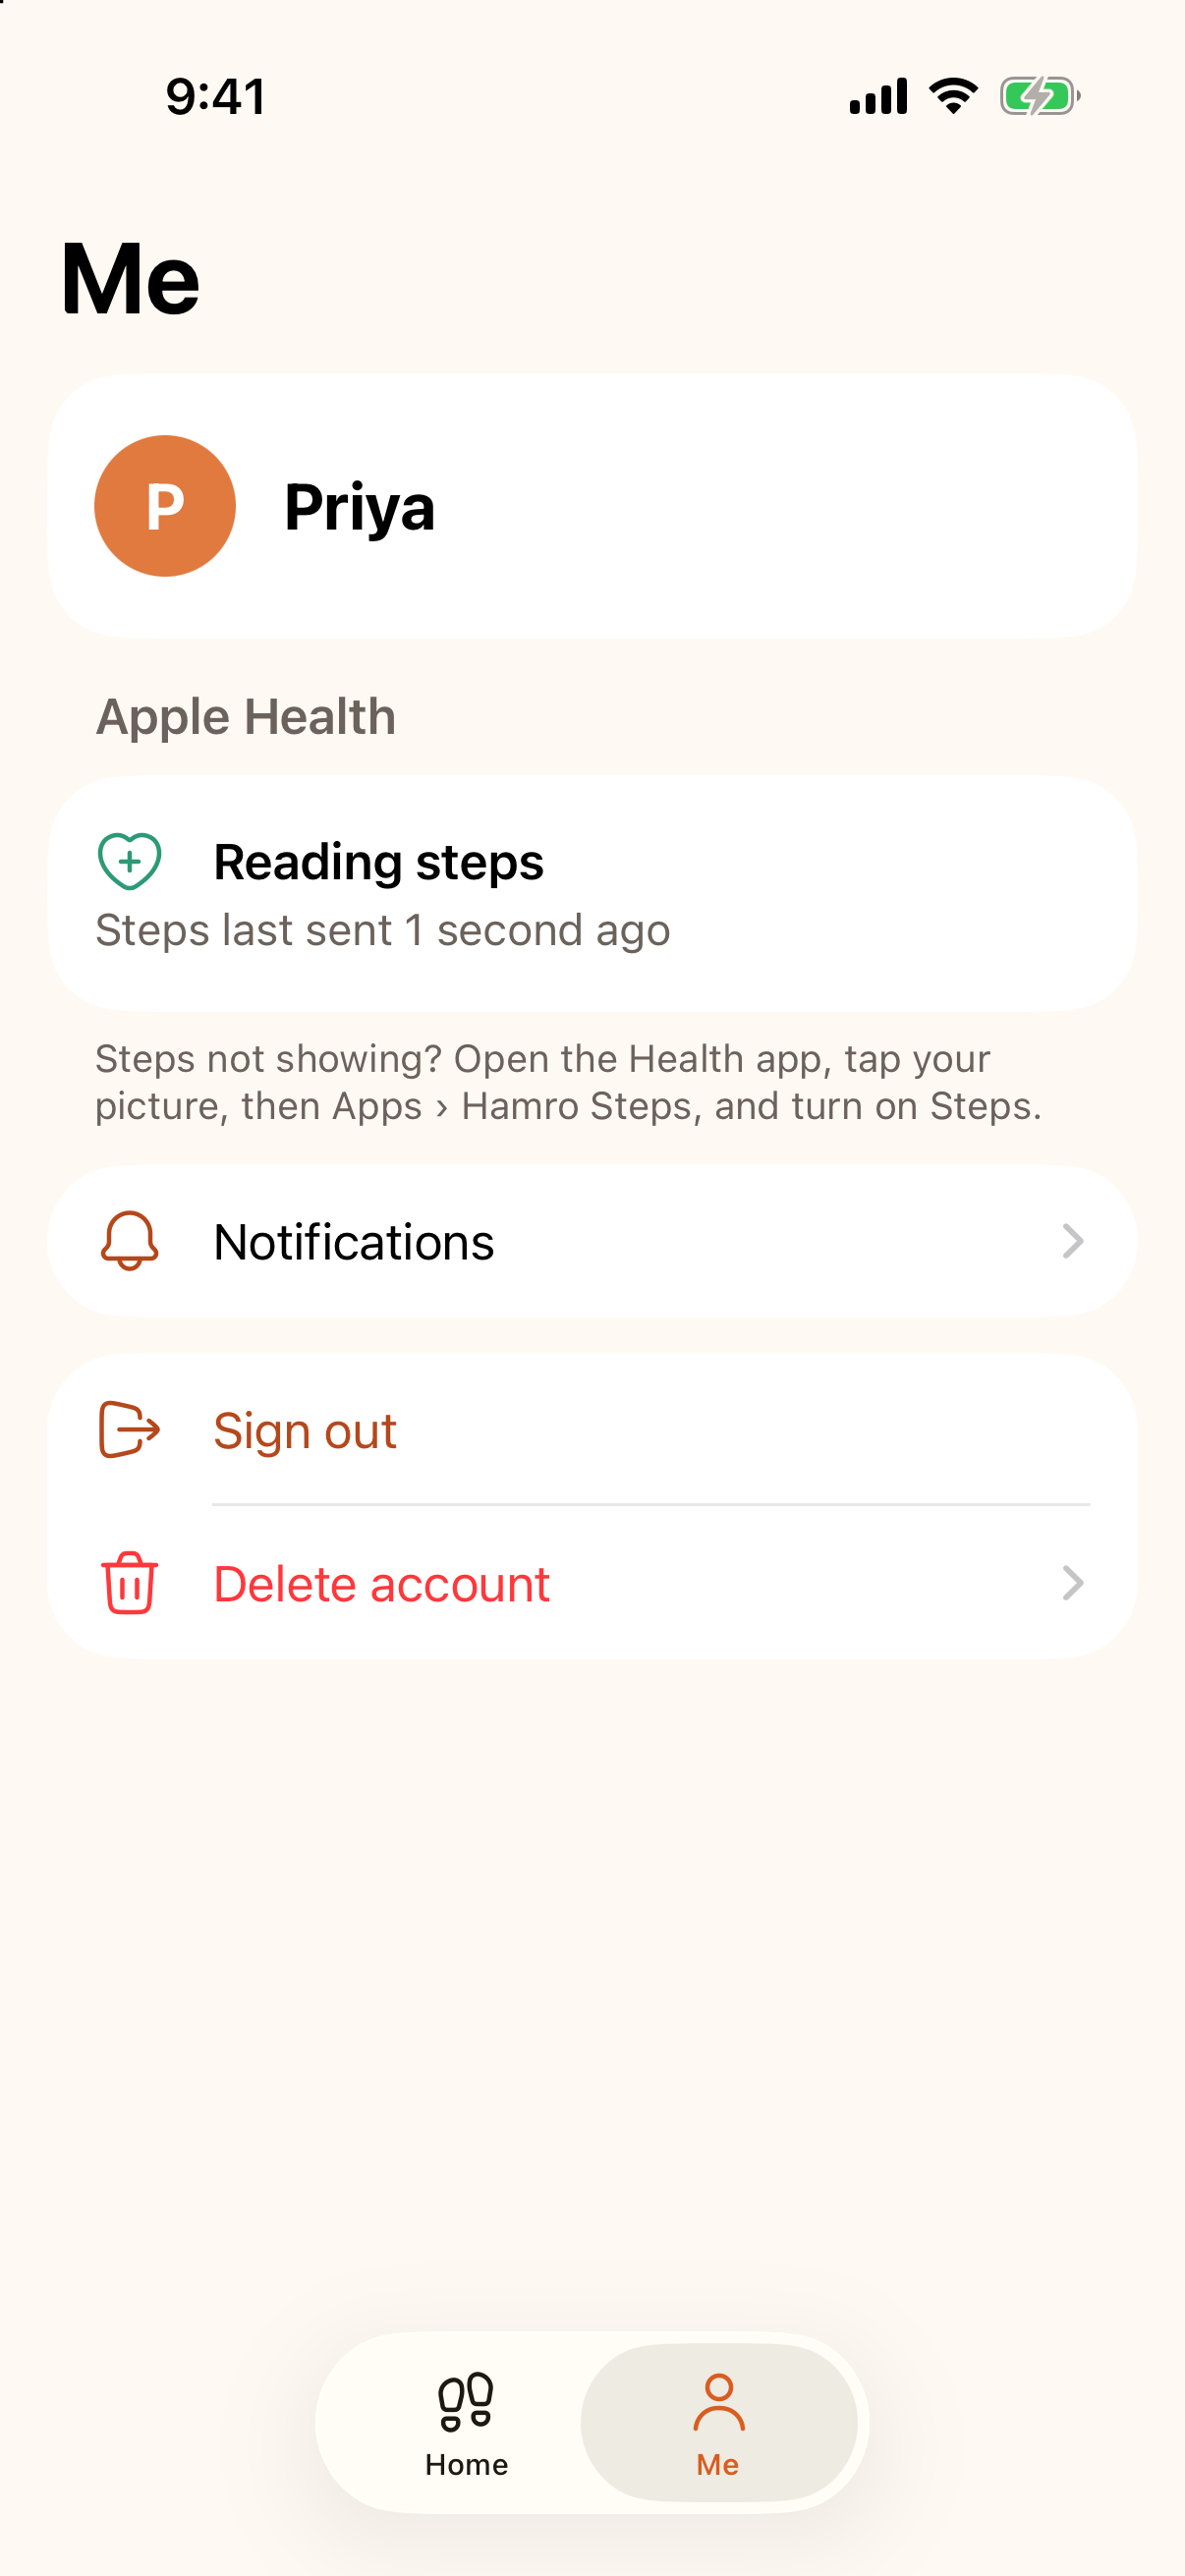 9:41
Me
P
Priya
Apple Health
Reading steps
Steps last sent 1 second ago
Steps not showing? Open the Health app, tap your
picture, then Apps › Hamro Steps, and turn on Steps.
Notifications
Sign out
Delete account
Home
Me